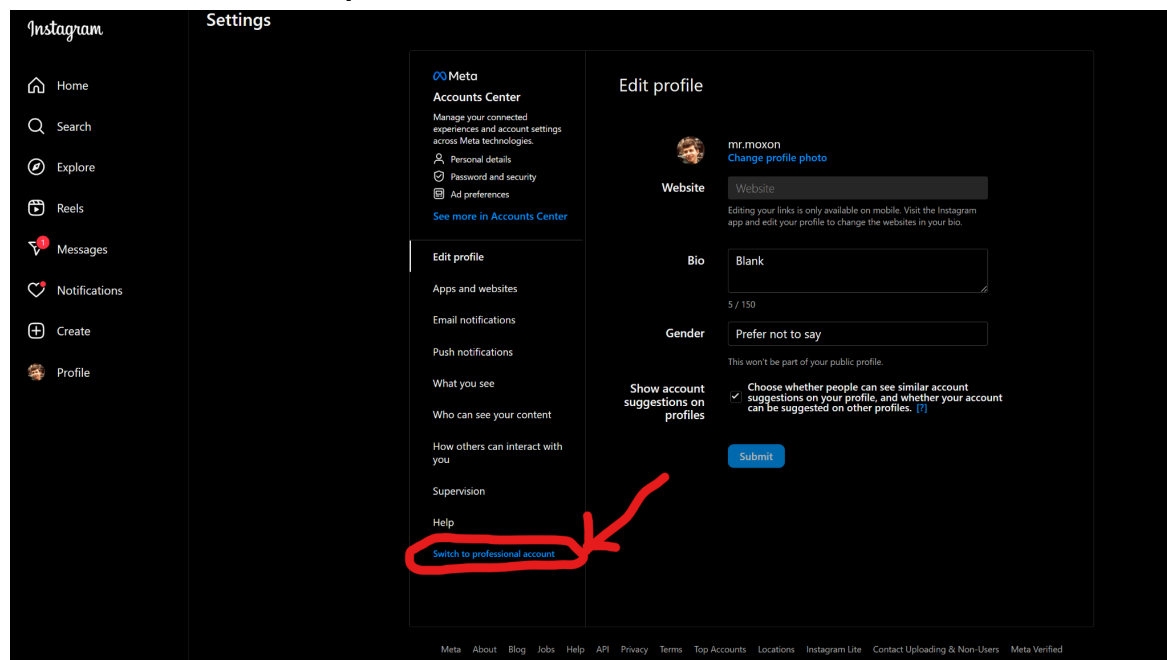 Instagram
Settings
Home
Search
Explore
Reels
1
Messages
Notifications
Create
Profile
Meta
Accounts Center
Manage your connected
experiences and account settings
across Meta technologies.
Personal details
Password and security
Ad preferences
See more in Accounts Center
Edit profile
Apps and websites
Email notifications
Push notifications
What you see
Who can see your content
How others can interact with
you
Supervision
Help
Switch to professional account
Edit profile
mr.moxon
Change profile photo
Website
Website
Editing your links is only available on mobile. Visit the Instagram
app and edit your profile to change the websites in your bio.
Bio
Blank
5 / 150
Gender
Prefer not to say
This won't be part of your public profile.
Show account
suggestions on
profiles
Choose whether people can see similar account
suggestions on your profile, and whether your account
can be suggested on other profiles. [?]
Submit
Meta About Blog Jobs Help API Privacy Terms Top Accounts Locations Instagram Lite Contact Uploading & Non-Users Meta Verified